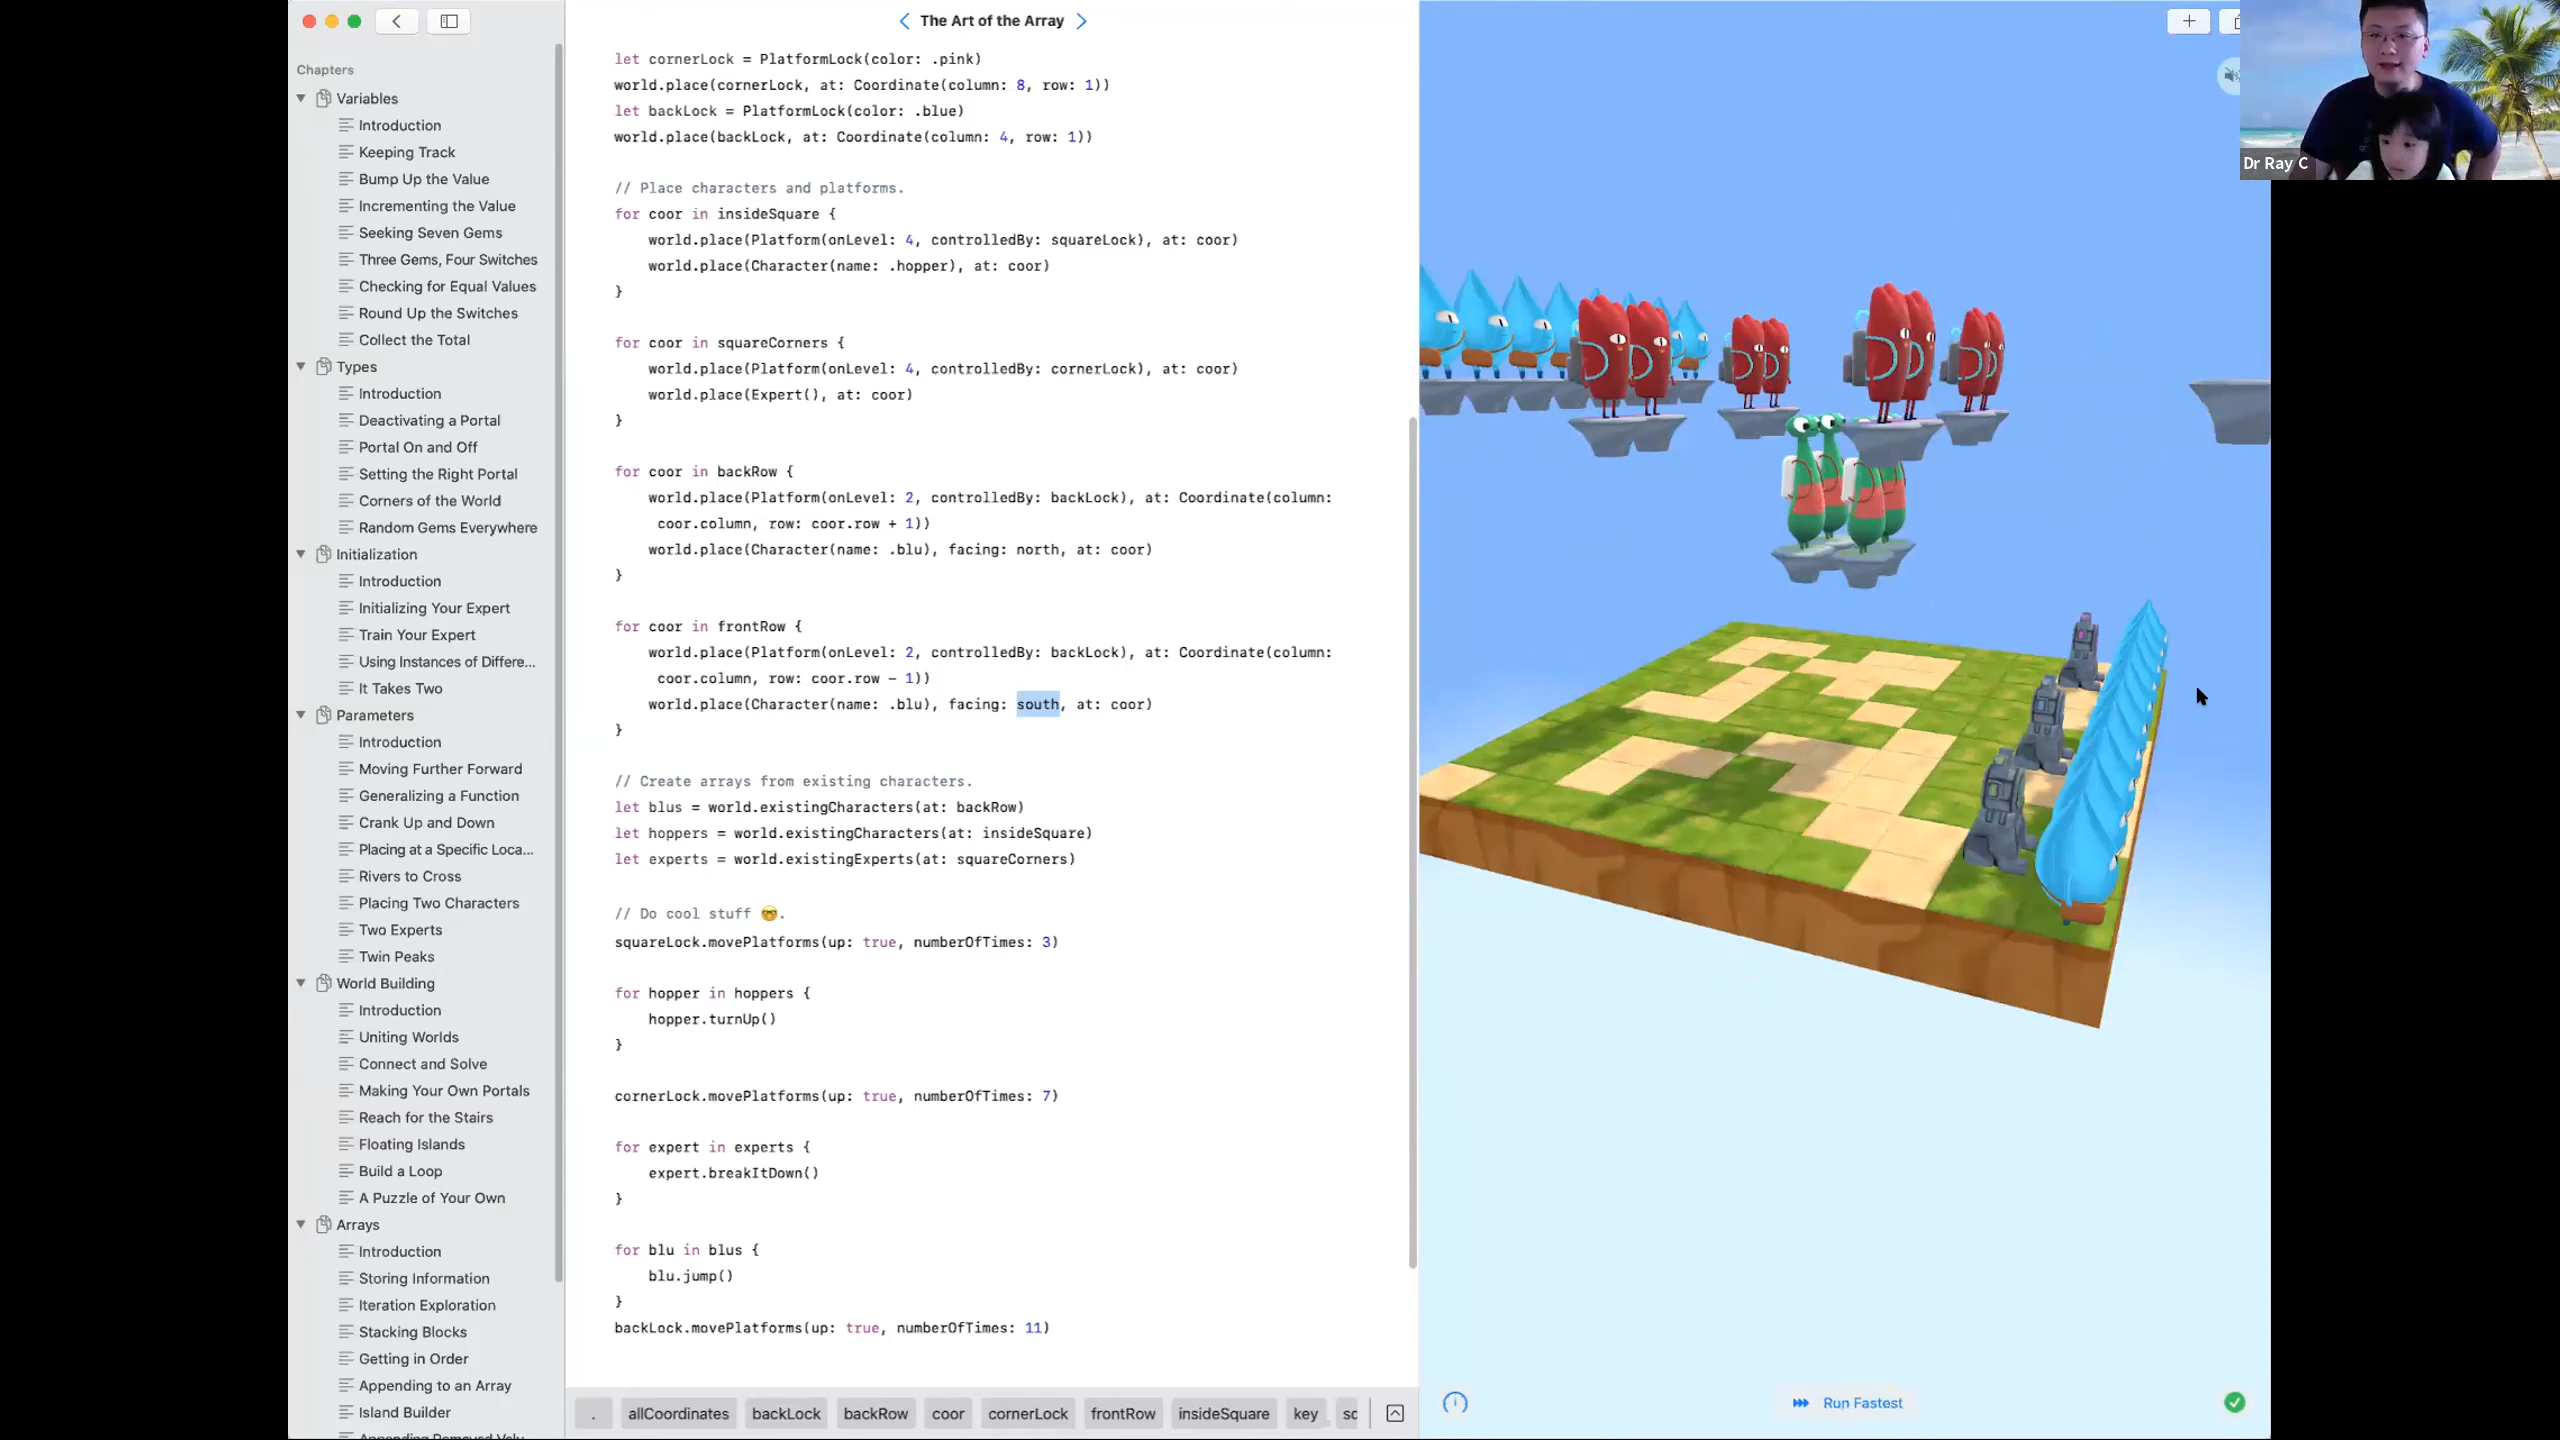 Chapters
Variables
Introduction
Keeping Track
Bump Up the Value
Incrementing the Value
Seeking Seven Gems
Three Gems, Four Switches
Checking for Equal Values
Round Up the Switches
Collect the Total
Types
Introduction
Deactivating a Portal
Portal On and Off
Setting the Right Portal
Corners of the World
Random Gems Everywhere
Initialization
Introduction
Initializing Your Expert
Train Your Expert
Using Instances of Differe...
It Takes Two
Parameters
Introduction
Moving Further Forward
Generalizing a Function
Crank Up and Down
Placing at a Specific Loca...
Rivers to Cross
Placing Two Characters
Two Experts
Twin Peaks
World Building
Introduction
Uniting Worlds
Connect and Solve
Making Your Own Portals
Reach for the Stairs
Floating Islands
Build a Loop
A Puzzle of Your Own
Arrays
Introduction
Storing Information
Iteration Exploration
Stacking Blocks
Getting in Order
Appending to an Array
Island Builder
The Art of the Array
let cornerLock = PlatformLock(color: .pink)
world.place(cornerLock, at: Coordinate(column: 8, row: 1))
let backLock = PlatformLock(color: .blue)
world.place(backLock, at: Coordinate(column: 4, row: 1))
// Place characters and platforms.
for coor in insideSquare {
world.place(Platform(onLevel: 4, controlledBy: squareLock), at: coor)
world.place(Character(name: .hopper), at: coor)
}
for coor in squareCorners {
world.place(Platform(onLevel: 4, controlledBy: cornerLock), at: coor)
world.place(Expert(), at: coor)
}
for coor in backRow {
world.place(Platform(onLevel: 2, controlledBy: backLock), at: Coordinate(column:
coor.column, row: coor.row + 1))
world.place(Character(name: .blu), facing: north, at: coor)
}
for coor in frontRow {
world.place(Platform(onLevel: 2, controlledBy: backLock), at: Coordinate(column:
coor.column, row: coor.row - 1))
world.place(Character(name: .blu), facing: south, at: coor)
}
// Create arrays from existing characters.
let blus = world.existingCharacters(at: backRow)
let hoppers = world.existingCharacters(at: insideSquare)
let experts = world.existingExperts(at: squareCorners)
// Do cool stuff 🤓.
squareLock.movePlatforms(up: true, numberOfTimes: 3)
for hopper in hoppers {
hopper.turnUp()
}
cornerLock.movePlatforms(up: true, numberOfTimes: 7)
for expert in experts {
expert.breakItDown()
}
for blu in blus {
blu.jump()
}
backLock.movePlatforms(up: true, numberOfTimes: 11)
. allCoordinates backLock backRow coor cornerLock frontRow insideSquare key
Run Fastest
Dr Ray C